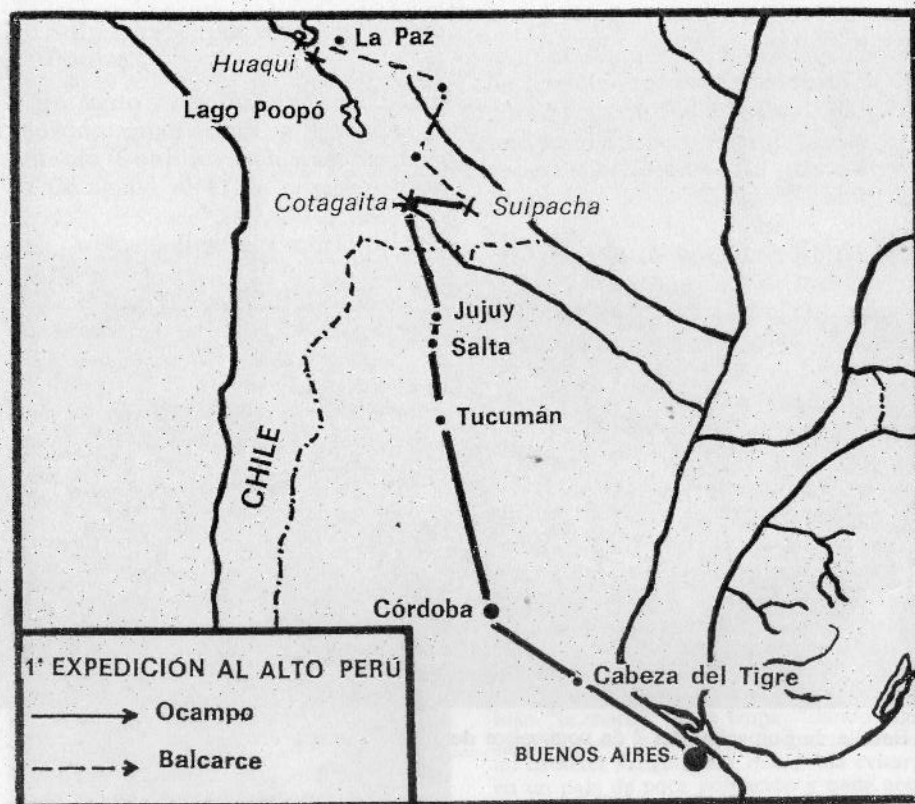 La Paz
Huaqui
Lago Poopó
Cotagaita
Suipacha
Jujuy
Salta
Tucumán
CHILE
Córdoba
Cabeza del Tigre
BUENOS AIRES
1ª EXPEDICIÓN AL ALTO PERÚ
Ocampo
Balcarce